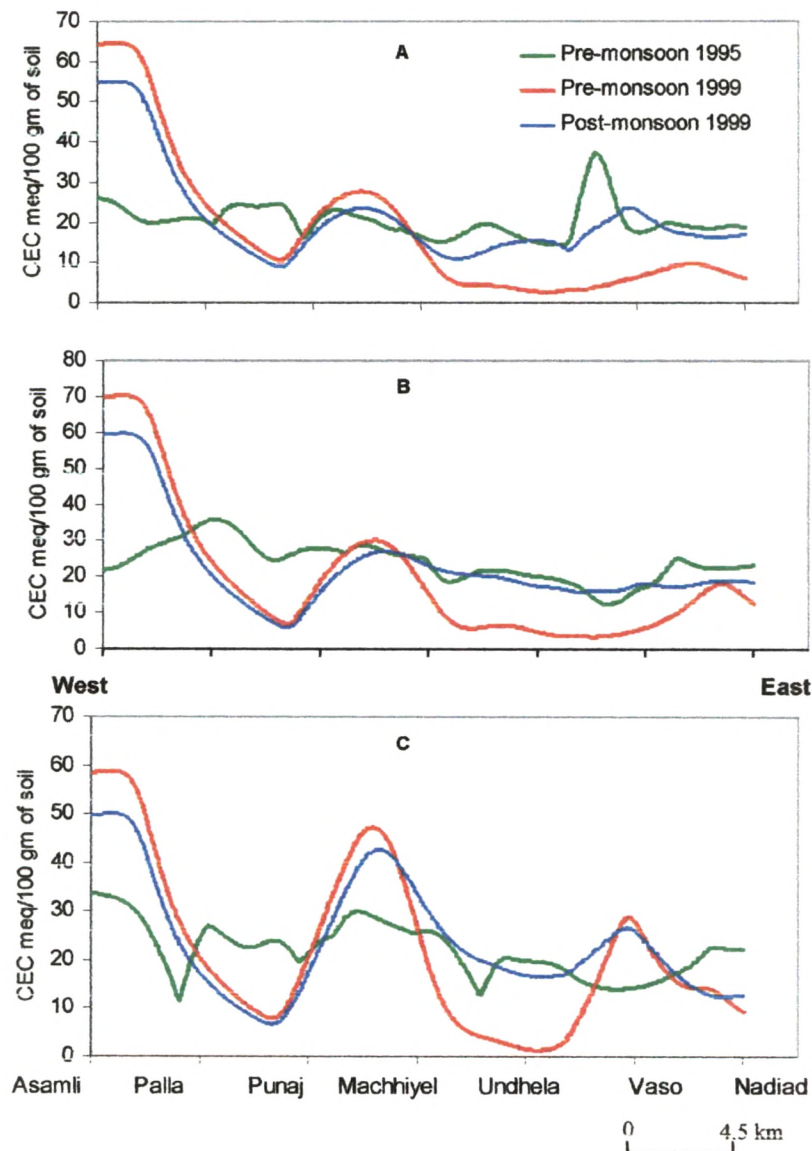 70
A
Pre-monsoon 1995
60
Pre-monsoon 1999
50
Post-monsoon 1999
40
30
20
10
0
CEC meq/100 gm of soil
80
B
70
60
50
40
30
20
10
0
CEC meq/100 gm of soil
West East
70
C
60
50
40
30
20
10
0
CEC meq/100 gm of soil
Asamli Palla Punaj Machhiyel Undhela Vaso Nadiad
0 4.5 km